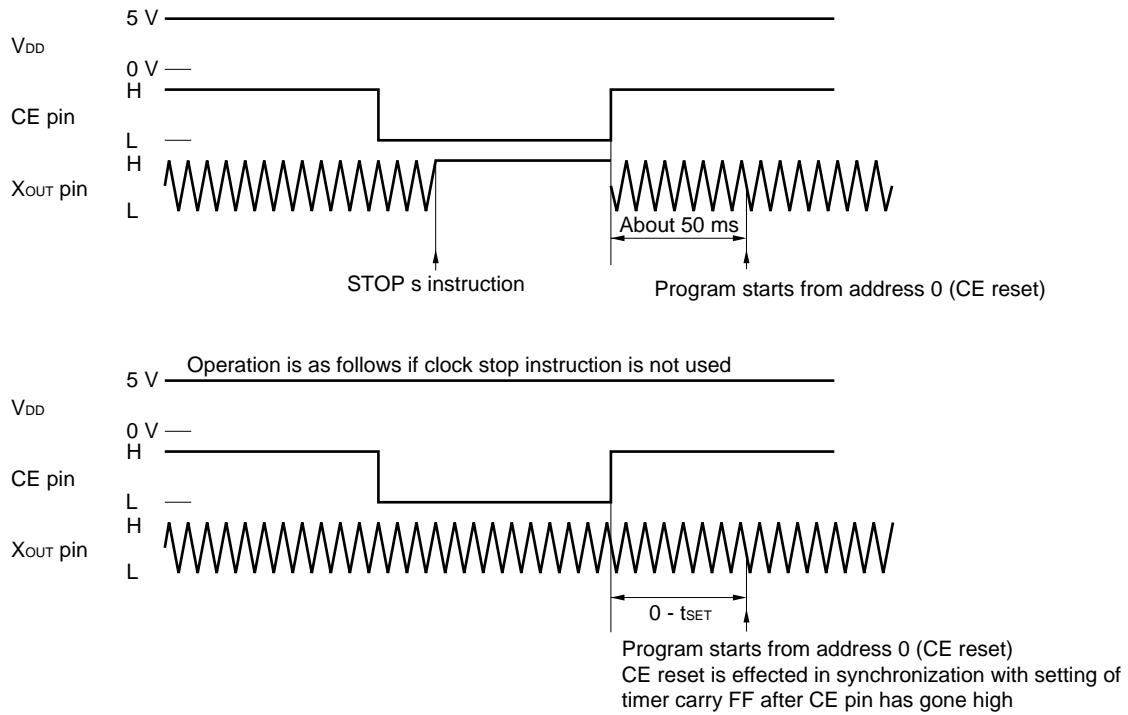 5 V
VDD
0 V
H
CE pin
L
H
XOUT pin
L
About 50 ms
STOP s instruction
Program starts from address 0 (CE reset)
Operation is as follows if clock stop instruction is not used
5 V
VDD
0 V
H
CE pin
L
H
XOUT pin
L
0 - tSET
Program starts from address 0 (CE reset)
CE reset is effected in synchronization with setting of
timer carry FF after CE pin has gone high